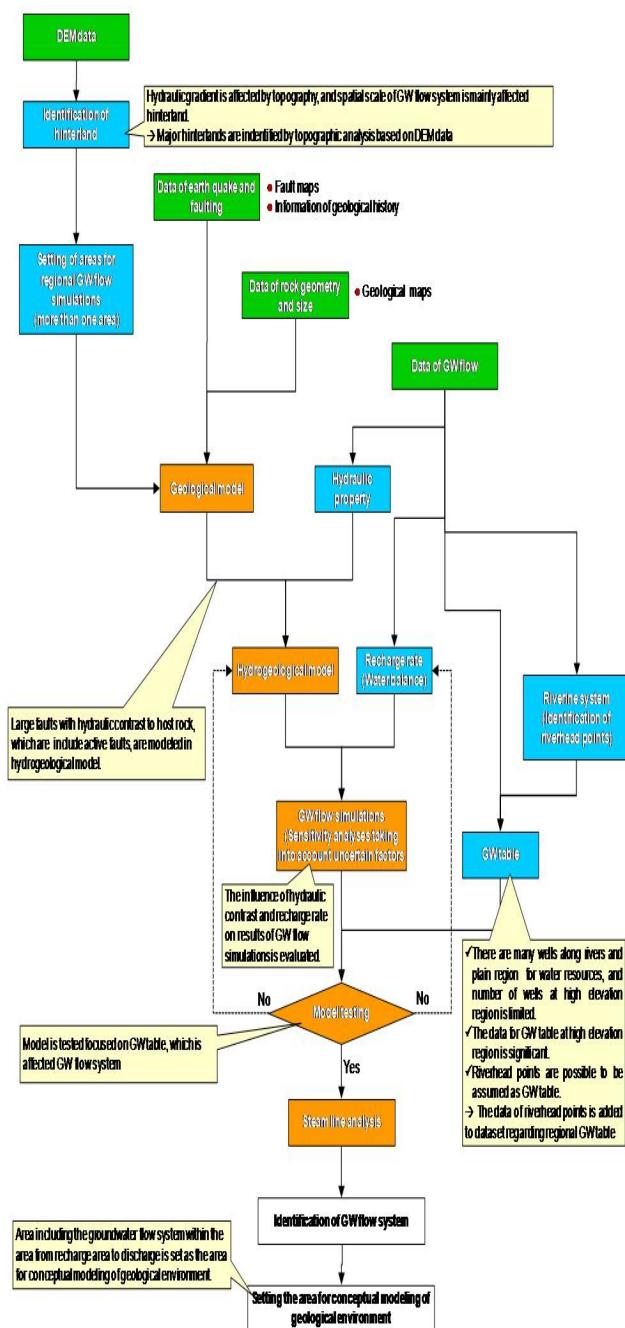 DEM data
Identification of
hinterland
Hydraulic gradient is affected by topography, and spatial scale of GW flow system is mainly affected
hinterland.
→ Major hinterlands are indentified by topographic analysis based on DEM data
Data of earth quake and
faulting
• Fault maps
• Information of geological history
Setting of areas for
regional GW flow
simulations
(more than one area)
Data of rock geometry
and size
• Geological maps
Data of GW flow
Geological model
Hydraulic
property
Hydrogeological model
Recharge rate
(Water balance)
Riverine system
(Identification of
riverhead points)
Large faults with hydraulic contrast to host rock,
which are include active faults, are modeled in
hydrogeological model.
GW flow simulations
(Sensitivity analyses taking
into account uncertain factors
GW table
The influence of hydraulic
contrast and recharge rate
on results of GW flow
simulations is evaluated.
✓There are many wells along rivers and
plain region for water resources, and
number of wells at high elevation
region is limited.
✓The data for GW table at high elevation
region is significant.
✓Riverhead points are possible to be
assumed as GW table.
→ The data of riverhead points is added
to dataset regarding regional GW table
No
Model testing
No
Model is tested focused on GW table, which is
affected GW flow system
Yes
Steam line analysis
Identification of GW flow system
Area including the groundwater flow system within the
area from recharge area to discharge is set as the area
for conceptual modeling of geological environment.
Setting the area for conceptual modeling of
geological environment